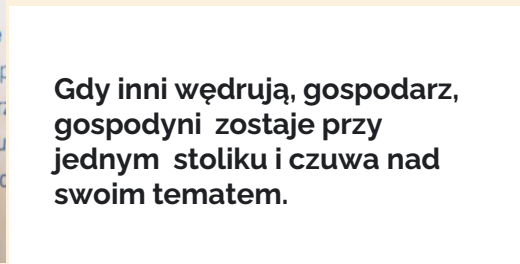 Gdy inni wędrują, gospodarz,
gospodyni  zostaje przy
jednym  stoliku i czuwa nad
swoim tematem.